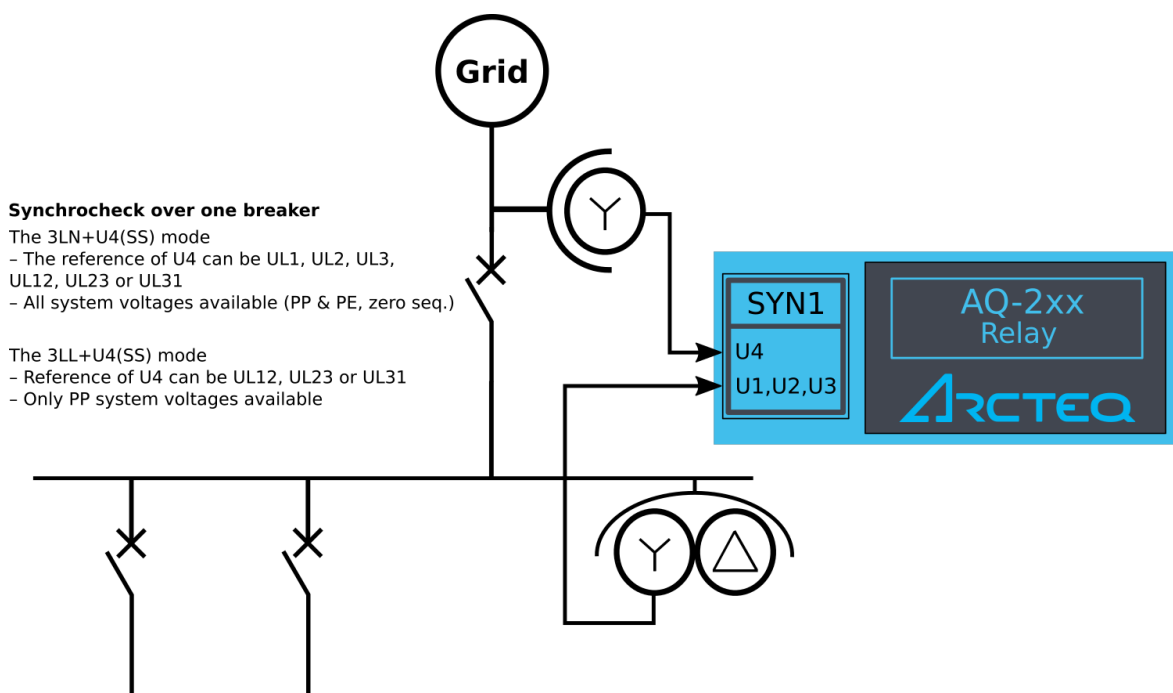 Grid
Synchrocheck over one breaker
The 3LN+U4(SS) mode
– The reference of U4 can be UL1, UL2, UL3,
UL12, UL23 or UL31
– All system voltages available (PP & PE, zero seq.)
The 3LL+U4(SS) mode
– Reference of U4 can be UL12, UL23 or UL31
– Only PP system voltages available
SYN1
U4
U1,U2,U3
AQ-2xx
Relay
ARCTEQ